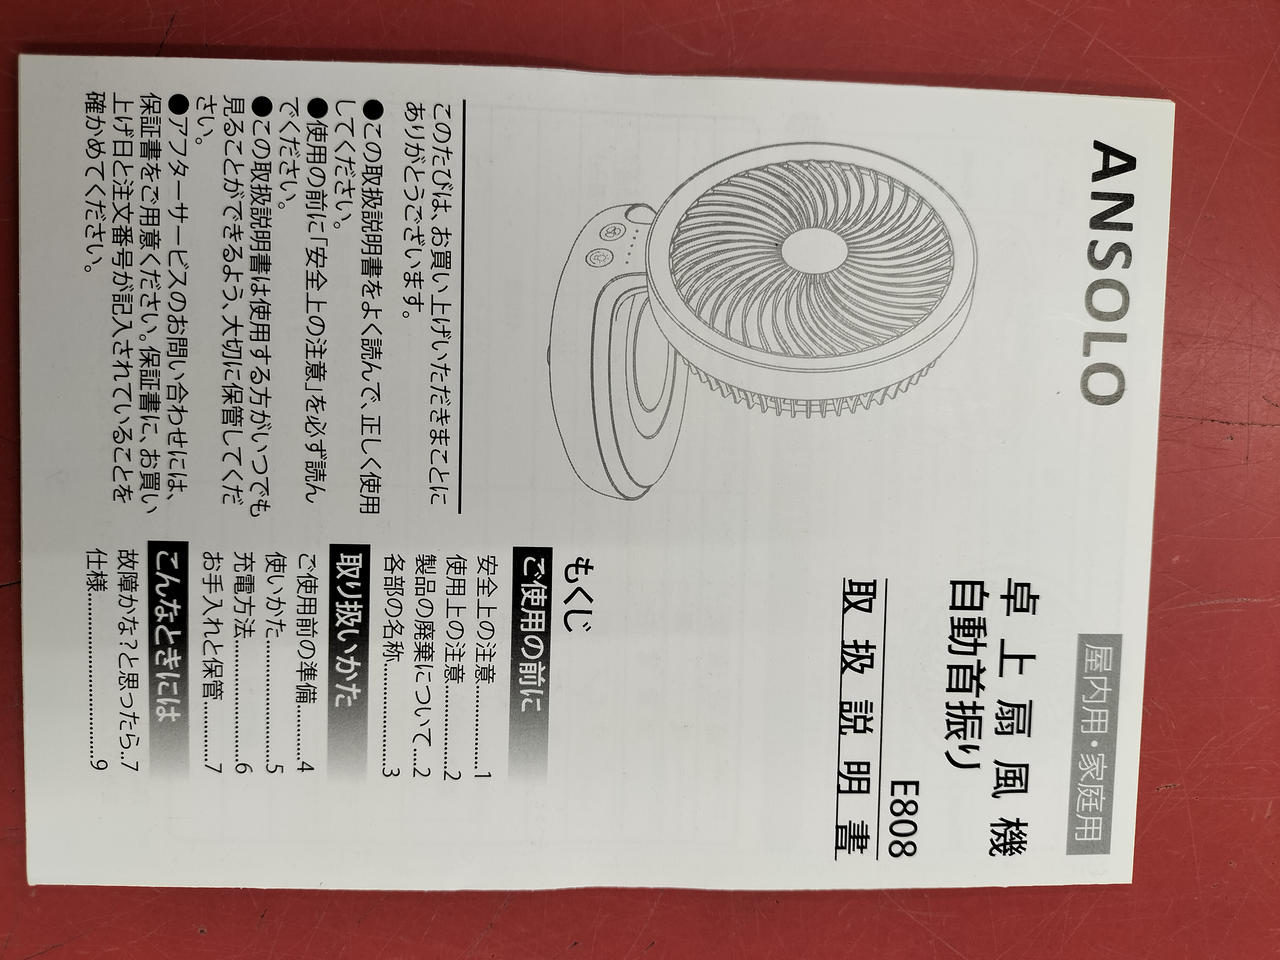 ANSOLO
屋内用・家庭用
卓上扇風機
自動首振り
E808
取扱説明書
このたびは、お買い上げいただきまことに
ありがとうございます。
●この取扱説明書をよく読んで、正しく使用
してください。
●使用の前に「安全上の注意」を必ず読ん
でください。
●この取扱説明書は使用する方がいつでも
見ることができるよう、大切に保管してくだ
さい。
●アフターサービスのお問い合わせには、
保証書をご用意ください。保証書に、お買い
上げ日と注文番号が記入されていることを
確かめてください。
もくじ
ご使用の前に
安全上の注意............1
使用上の注意............2
製品の廃棄について...2
各部の名称...............3
取り扱いかた
ご使用前の準備.........4
使いかた..................5
充電方法..................6
お手入れと保管.........7
こんなときには
故障かな?と思ったら..7
仕様........................9